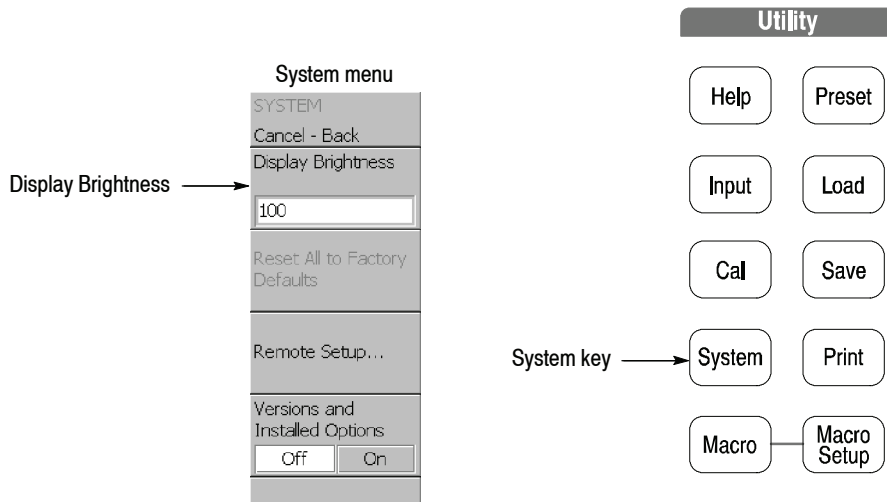 Utility
System menu
SYSTEM
Cancel - Back
Display Brightness
Display Brightness
100
Reset All to Factory
Defaults
Remote Setup...
Versions and
Installed Options
Off On
Help Preset
Input Load
Cal Save
System key
System Print
Macro
Macro
Setup